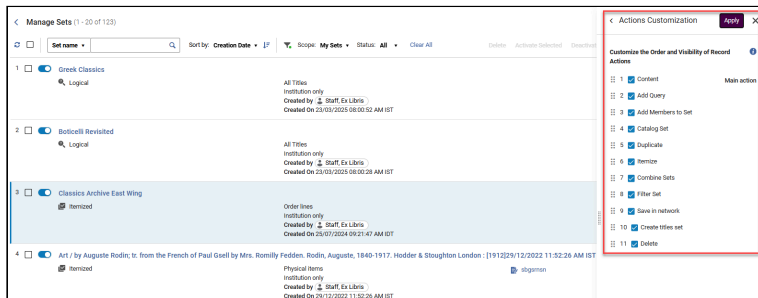 Manage Sets (1 - 20 of 123)
Set name
Sort by: Creation Date
Scope: My Sets
Status: All
Clear All
Delete
Activate Selected
Deactivat
1
Greek Classics
Logical
All Titles
Institution only
Created by Staff, Ex Libris
Created On 23/03/2025 08:00:52 AM IST
2
Boticelli Revisited
Logical
All Titles
Institution only
Created by Staff, Ex Libris
Created On 23/03/2025 08:00:28 AM IST
3
Classics Archive East Wing
Itemized
Order lines
Institution only
Created by Staff, Ex Libris
Created On 25/07/2024 09:21:47 AM IDT
4
Art / by Auguste Rodin; tr. from the French of Paul Gsell by Mrs. Romilly Fedden. Rodin, Auguste, 1840-1917. Hodder & Stoughton London : [1912]29/12/2022 11:52:26 AM IST
Itemized
Physical items
Institution only
Created by Staff, Ex Libris
Created On 29/12/2022 11:52:26 AM IST
sbgornsn
Actions Customization
Apply
Customize the Order and Visibility of Record
Actions
1 Content Main action
2 Add Query
3 Add Members to Set
4 Catalog Set
5 Duplicate
6 Itemize
7 Combine Sets
8 Filter Set
9 Save in network
10 Create titles set
11 Delete